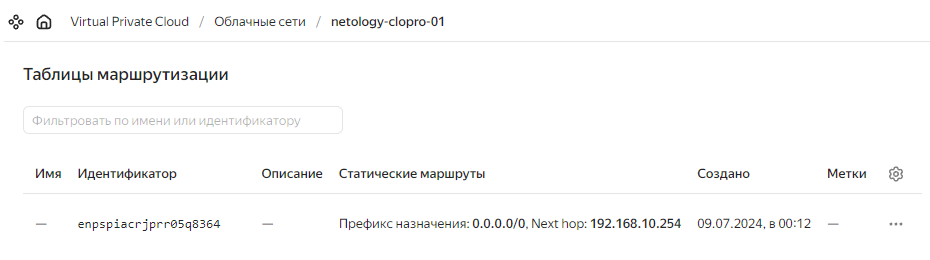 Virtual Private Cloud / Облачные сети / netology-clopro-01
Таблицы маршрутизации
Фильтровать по имени или идентификатору
Имя Идентификатор Описание Статические маршруты Создано Метки
— enpspiacrjprr05q8364 — Префикс назначения: 0.0.0.0/0, Next hop: 192.168.10.254 09.07.2024, в 00:12 —